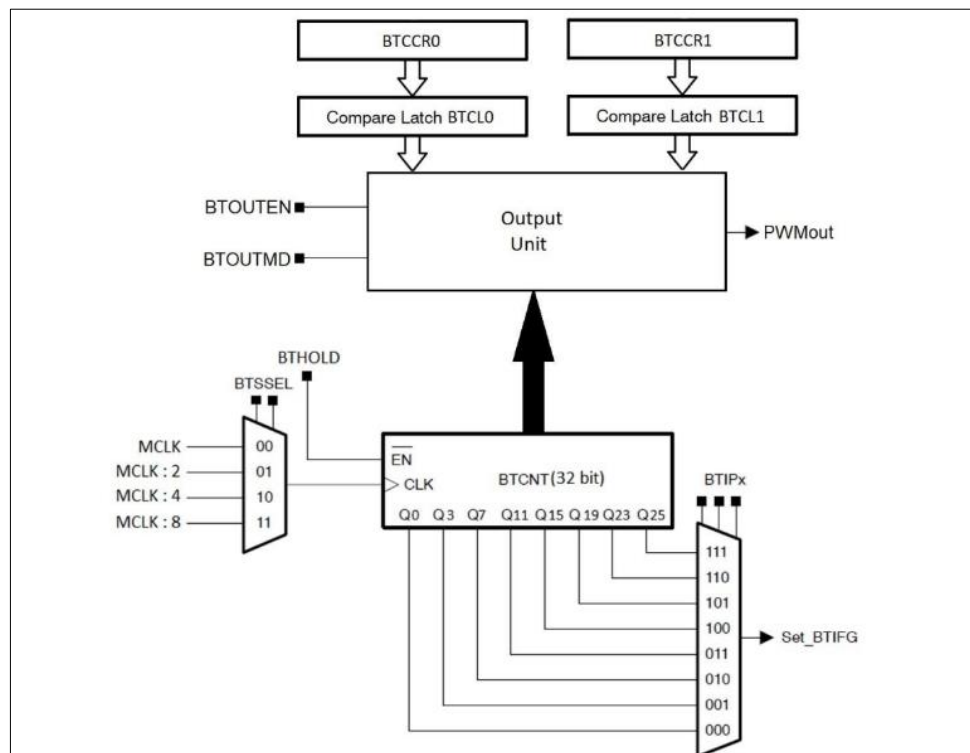 BTCCR0
BTCCR1
Compare Latch BTCL0
Compare Latch BTCL1
BTOUTEN
BTOUTMD
Output
Unit
PWMout
BTHOLD
BTSSEL
MCLK
MCLK : 2
MCLK : 4
MCLK : 8
00
01
10
11
EN
CLK
BTCNT(32 bit)
Q0 Q3 Q7 Q11 Q15 Q19 Q23 Q25
BTIPx
111
110
101
100
011
010
001
000
Set_BTIFG